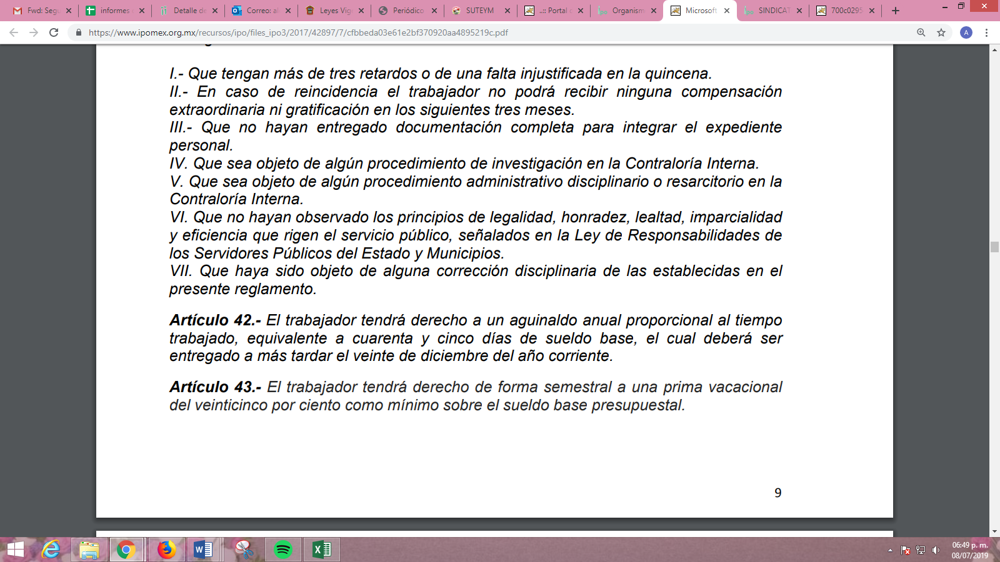 Fwd: Segu
informes
Detalle de
Correo: al
Leyes Vige
Periódico
SUTEYM
..:: Portal
Organism
Microsoft
SINDICAT
700c0295
https://www.ipomex.org.mx/recursos/ipo/files_ipo3/2017/42897/7/cfbbeda03e61e2bf370920aa4895219c.pdf
A
I.- Que tengan más de tres retardos o de una falta injustificada en la quincena.
II.- En caso de reincidencia el trabajador no podrá recibir ninguna compensación
extraordinaria ni gratificación en los siguientes tres meses.
III.- Que no hayan entregado documentación completa para integrar el expediente
personal.
IV. Que sea objeto de algún procedimiento de investigación en la Contraloría Interna.
V. Que sea objeto de algún procedimiento administrativo disciplinario o resarcitorio en la
Contraloría Interna.
VI. Que no hayan observado los principios de legalidad, honradez, lealtad, imparcialidad
y eficiencia que rigen el servicio público, señalados en la Ley de Responsabilidades de
los Servidores Públicos del Estado y Municipios.
VII. Que haya sido objeto de alguna corrección disciplinaria de las establecidas en el
presente reglamento.
Artículo 42.- El trabajador tendrá derecho a un aguinaldo anual proporcional al tiempo
trabajado, equivalente a cuarenta y cinco días de sueldo base, el cual deberá ser
entregado a más tardar el veinte de diciembre del año corriente.
Artículo 43.- El trabajador tendrá derecho de forma semestral a una prima vacacional
del veinticinco por ciento como mínimo sobre el sueldo base presupuestal.
9
06:49 p. m.
08/07/2019